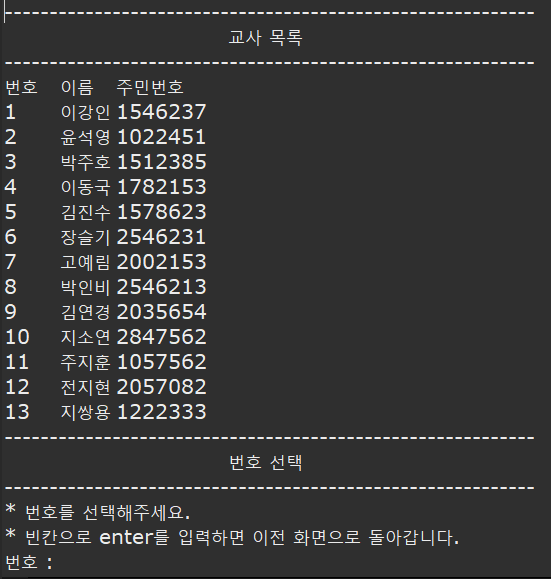 ------------------------------------------------------------
교사 목록
------------------------------------------------------------
번호 이름 주민번호
1 이강인 1546237
2 윤석영 1022451
3 박주호 1512385
4 이동국 1782153
5 김진수 1578623
6 장슬기 2546231
7 고예림 2002153
8 박인비 2546213
9 김연경 2035654
10 지소연 2847562
11 주지훈 1057562
12 전지현 2057082
13 지쌍용 1222333
------------------------------------------------------------
번호 선택
------------------------------------------------------------
* 번호를 선택해주세요.
* 빈칸으로 enter를 입력하면 이전 화면으로 돌아갑니다.
번호 :